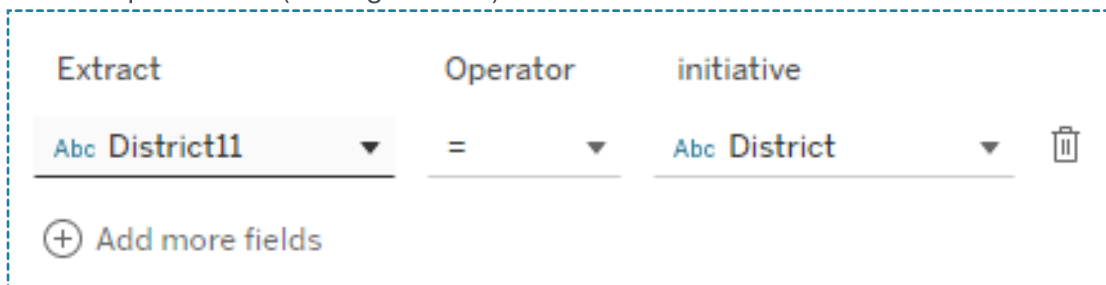 Extract Operator initiative
Abc District11 = Abc District
Add more fields